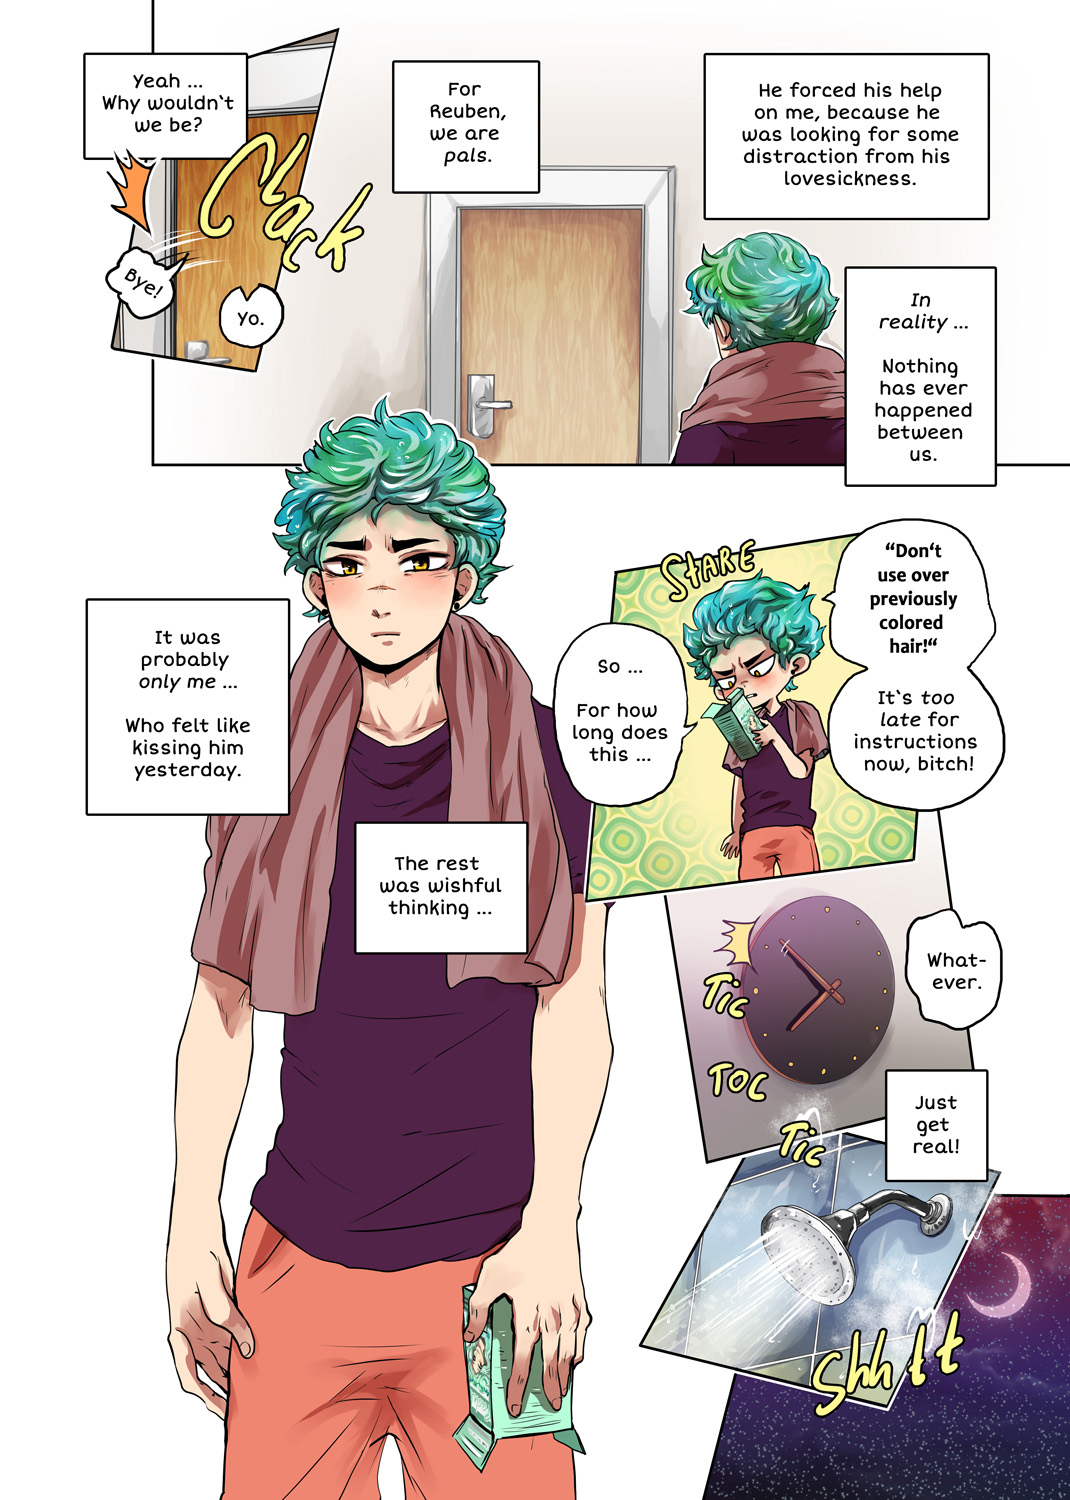 Yeah ...
Why wouldn‘t
we be?
Clack
Bye!
Yo.
For
Reuben,
we are
pals.
He forced his help
on me, because he
was looking for some
distraction from his
lovesickness.
In
reality ...
Nothing
has ever
happened
between
us.
It was
probably
only me ...
Who felt like
kissing him
yesterday.
The rest
was wishful
thinking ...
STARE
So ...
For how
long does
this ...
“Don‘t
use over
previously
colored
hair!“
It‘s too
late for
instructions
now, bitch!
What-
ever.
Tic
TOC
Tic
Just
get
real!
Shhtt